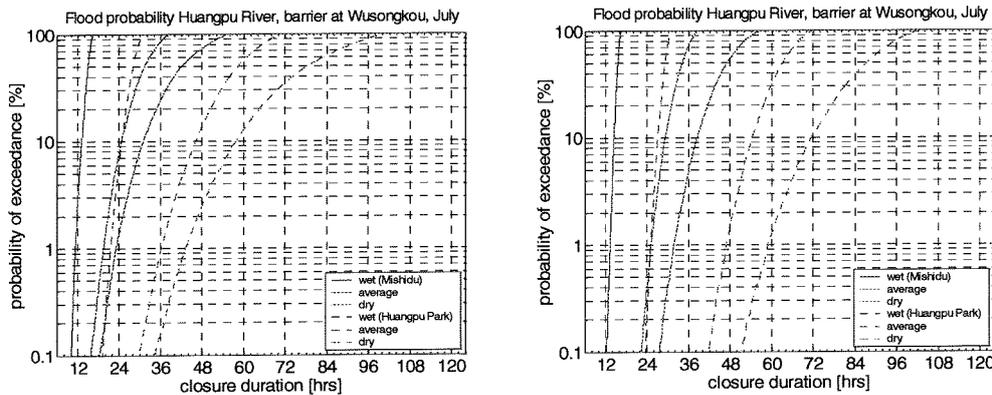 Flood probability Huangpu River, barrier at Wusongkou, July
probability of exceedance [%]
100
10
1
0.1
12 24 36 48 60 72 84 96 108 120
closure duration [hrs]
wet (Mishidu)
average
dry
wet (Huangpu Park)
average
dry
Flood probability Huangpu River, barrier at Wusongkou, July
probability of exceedance [%]
100
10
1
0.1
12 24 36 48 60 72 84 96 108 120
closure duration [hrs]
wet (Mishidu)
average
dry
wet (Huangpu Park)
average
dry